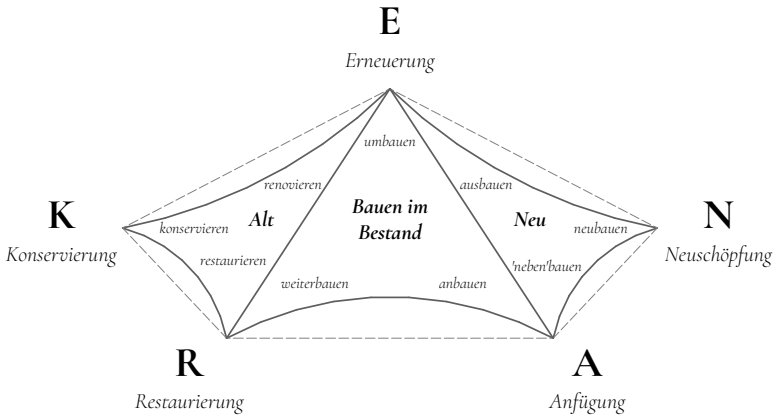 E
Erneuerung
umbauen
renovieren
ausbauen
K
Konservierung
konservieren
Alt
restaurieren
Bauen im
Bestand
Neu
neubauen
'neben'bauen
N
Neuschöpfung
weiterbauen
anbauen
R
Restaurierung
A
Anfügung